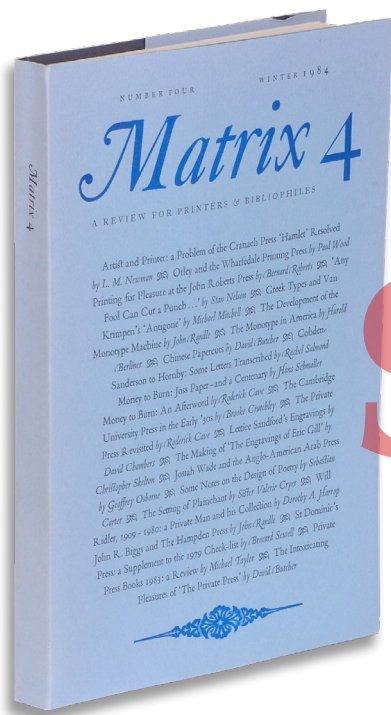 Matrix 4
NUMBER FOUR WINTER 1984
Matrix 4
A REVIEW FOR PRINTERS & BIBLIOPHILES
Artist and Printer: a Problem of the Cranach Press 'Hamlet' Resolved
by L. M. Newman Otley and the Wharfedale Printing Press by Paul Wood
Printing for Pleasure at the John Roberts Press by Bernard Roberts 'Any
Fool Can Cut a Punch . . .' by Stan Nelson Greek Types and Van
Krimpen's 'Antigone' by Michael Mitchell The Development of the
Monotype Machine by John Randle The Monotype in America by Harold
Berliner Chinese Papercuts by David Butcher Cobden-
Sanderson to Hornby: Some Letters Transcribed by Rachel Salmond
Money to Burn: Joss Paper - and a Centenary by Hans Schmoller
Money to Burn: An Afterword by Roderick Cave The Cambridge
University Press in the Early '30s by Brooke Crutchley The Private
Press Revisited by Roderick Cave Lettice Sandford's Engravings by
David Chambers The Making of 'The Engravings of Eric Gill' by
Christopher Skelton Josiah Wade and the Anglo-American Arab Press
by Geoffrey Osborne Some Notes on the Design of Poetry by Sebastian
Carter The Setting of Plainchant by Sister Valerie Cryer Will
Ridler, 1909 - 1980: a Private Man and his Collection by Dorothy A. Harrop
John R. Biggs and The Hampden Press by John Randle St Dominic's
Press: a Supplement to the 1979 Check-list by Brocard Sewell Private
Press Books 1983: a Review by Michael Taylor The Intoxicating
Pleasures of 'The Private Press' by David Butcher
S